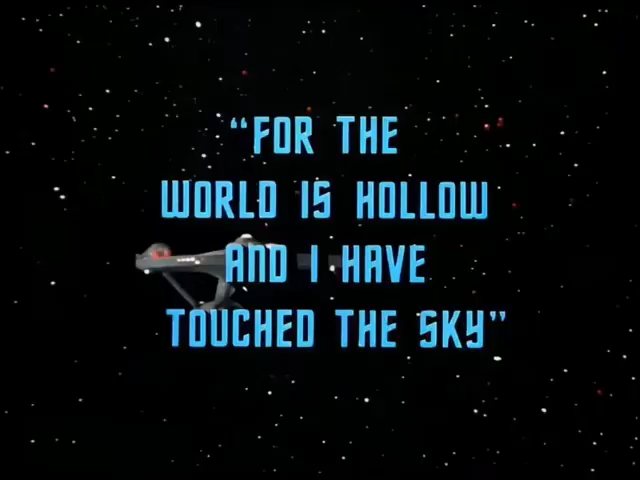 “FOR THE
WORLD IS HOLLOW
AND I HAVE
TOUCHED THE SKY”